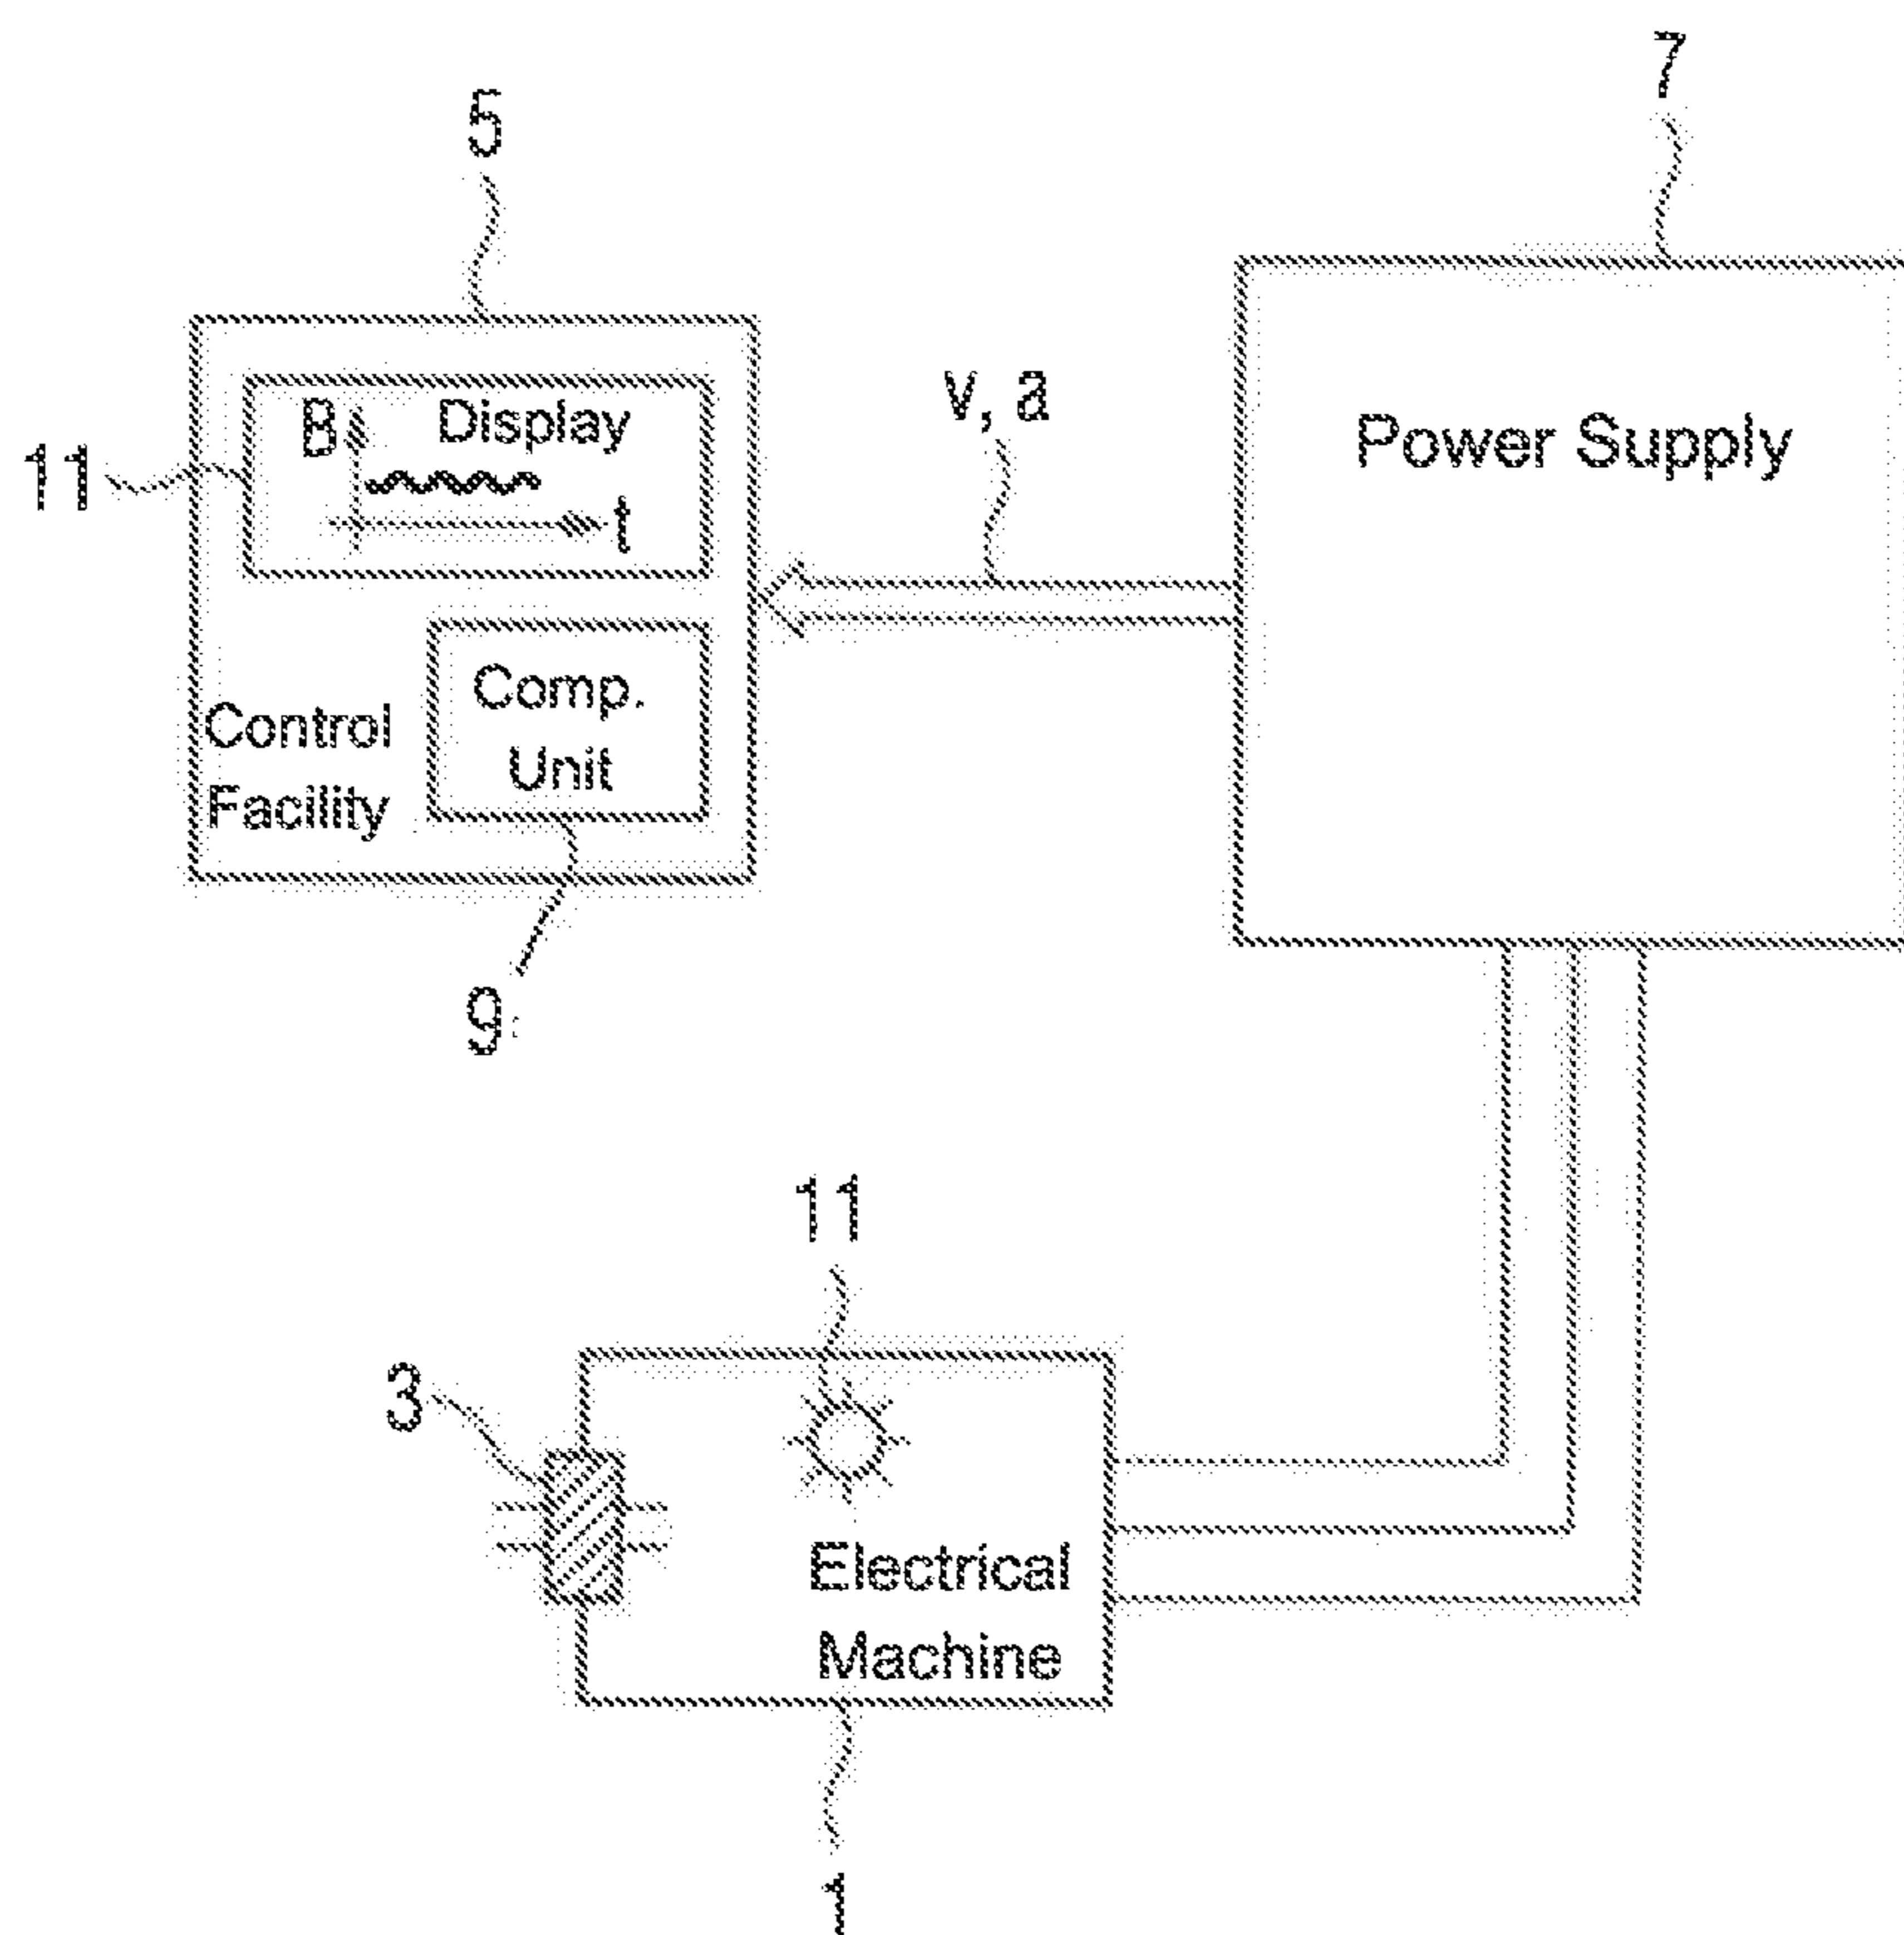 7
5
v, a
B Display
Power Supply
11
t
Comp.
Unit
Control
Facility
9
11
3
Electrical
Machine
1